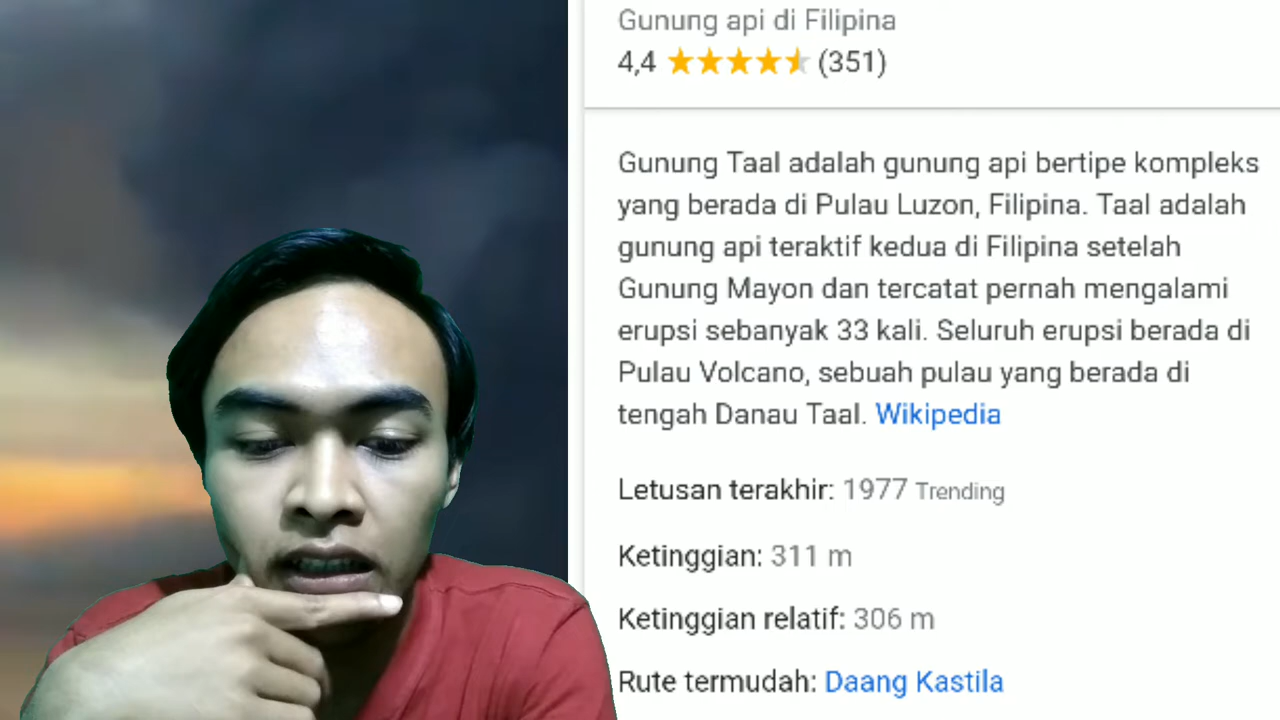 Gunung api di Filipina
4,4 (351)
Gunung Taal adalah gunung api bertipe kompleks
yang berada di Pulau Luzon, Filipina. Taal adalah
gunung api teraktif kedua di Filipina setelah
Gunung Mayon dan tercatat pernah mengalami
erupsi sebanyak 33 kali. Seluruh erupsi berada di
Pulau Volcano, sebuah pulau yang berada di
tengah Danau Taal. Wikipedia
Letusan terakhir: 1977 Trending
Ketinggian: 311 m
Ketinggian relatif: 306 m
Rute termudah: Daang Kastila